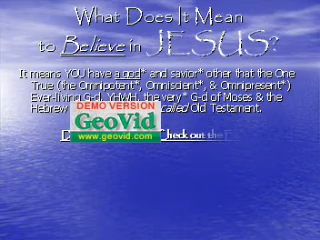 What Does It Mean
to Believe in JESUS?
It means YOU have a god* and savior* other that the One
True (the Omnipotent*, Omniscient*, & Omnipresent*)
Ever-living G-d, YHWH, the very* G-d of Moses & the
Hebrew called Old Testament.
DEMO VERSION
GeoVid
www.geovid.com
Check out the